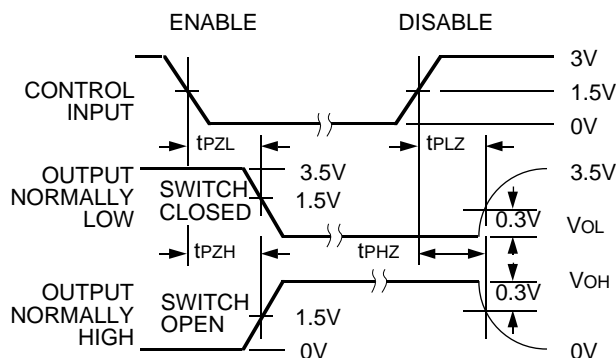 ENABLE DISABLE
3V
CONTROL INPUT
1.5V
0V
tPZL tPLZ
OUTPUT NORMALLY LOW
SWITCH CLOSED
3.5V
1.5V
3.5V
0.3V
VOL
tPZH tPHZ
VOH
0.3V
OUTPUT NORMALLY HIGH
SWITCH OPEN
1.5V
0V
0V